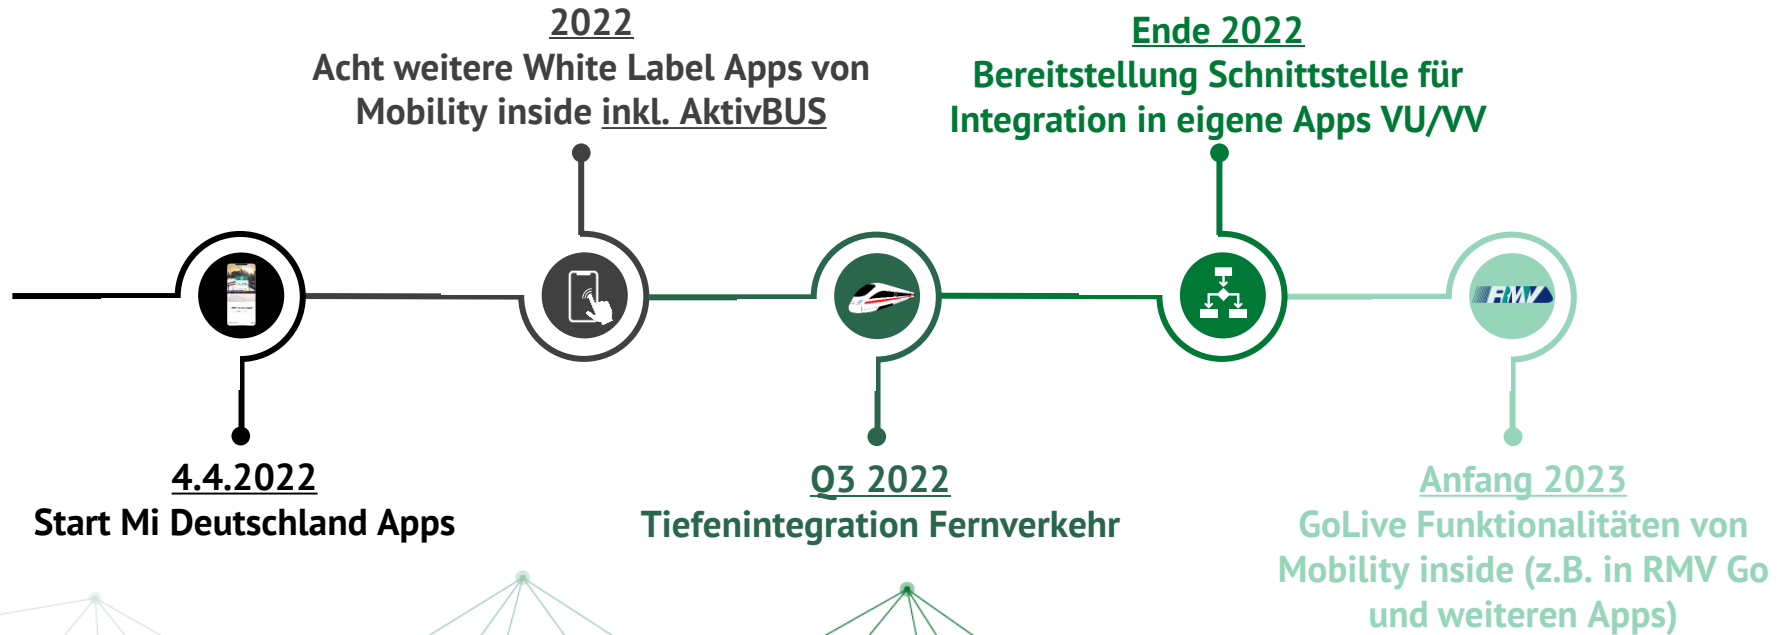 2022
Acht weitere White Label Apps von
Mobility inside inkl. AktivBUS
Ende 2022
Bereitstellung Schnittstelle für
Integration in eigene Apps VU/VV
RMV
4.4.2022
Start Mi Deutschland Apps
Q3 2022
Tiefenintegration Fernverkehr
Anfang 2023
GoLive Funktionalitäten von
Mobility inside (z.B. in RMV Go
und weiteren Apps)